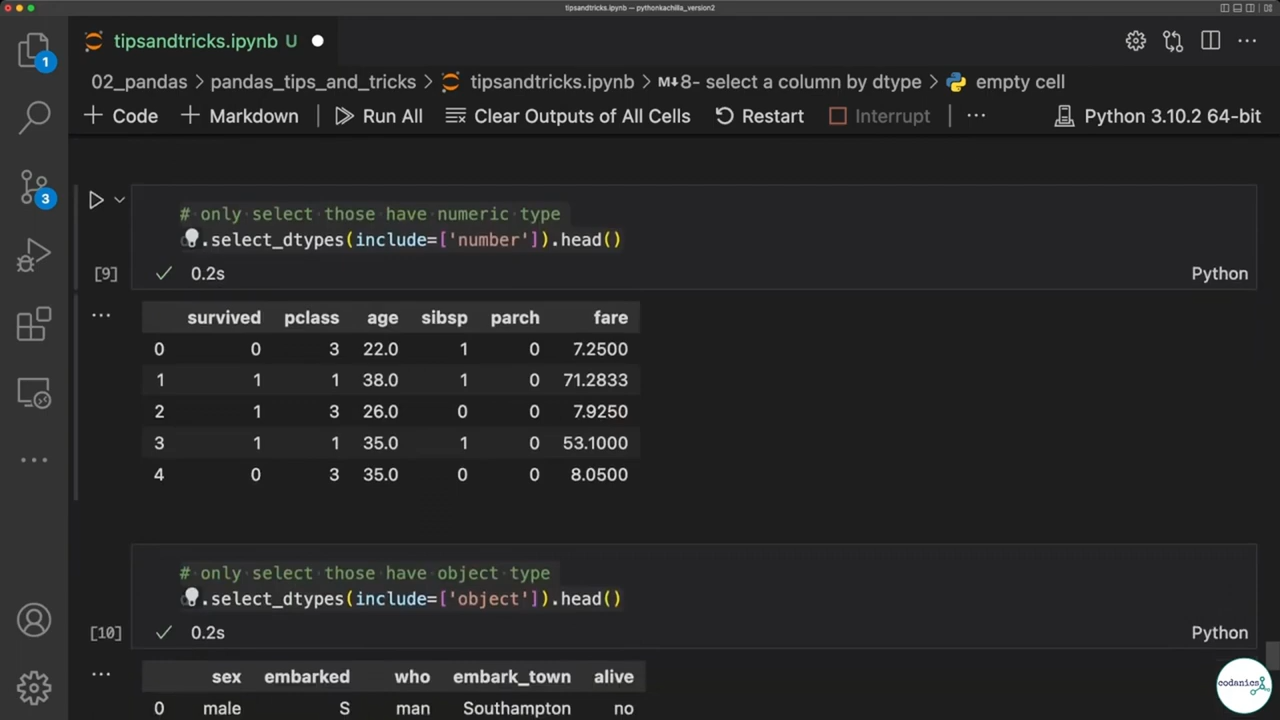 tipsandtricks.ipynb — pythonkachilla_version2
tipsandtricks.ipynb U
02_pandas > pandas_tips_and_tricks > tipsandtricks.ipynb > M↓8- select a column by dtype > empty cell
+ Code + Markdown | Run All Clear Outputs of All Cells Restart Interrupt | ··· Python 3.10.2 64-bit
1
3
# only select those have numeric type
.select_dtypes(include=['number']).head()
[9] ✓ 0.2s Python
survived pclass age sibsp parch fare
0 0 3 22.0 1 0 7.2500
1 1 1 38.0 1 0 71.2833
2 1 3 26.0 0 0 7.9250
3 1 1 35.0 1 0 53.1000
4 0 3 35.0 0 0 8.0500
# only select those have object type
.select_dtypes(include=['object']).head()
[10] ✓ 0.2s Python
sex embarked who embark_town alive
0 male S man Southampton no
codanics